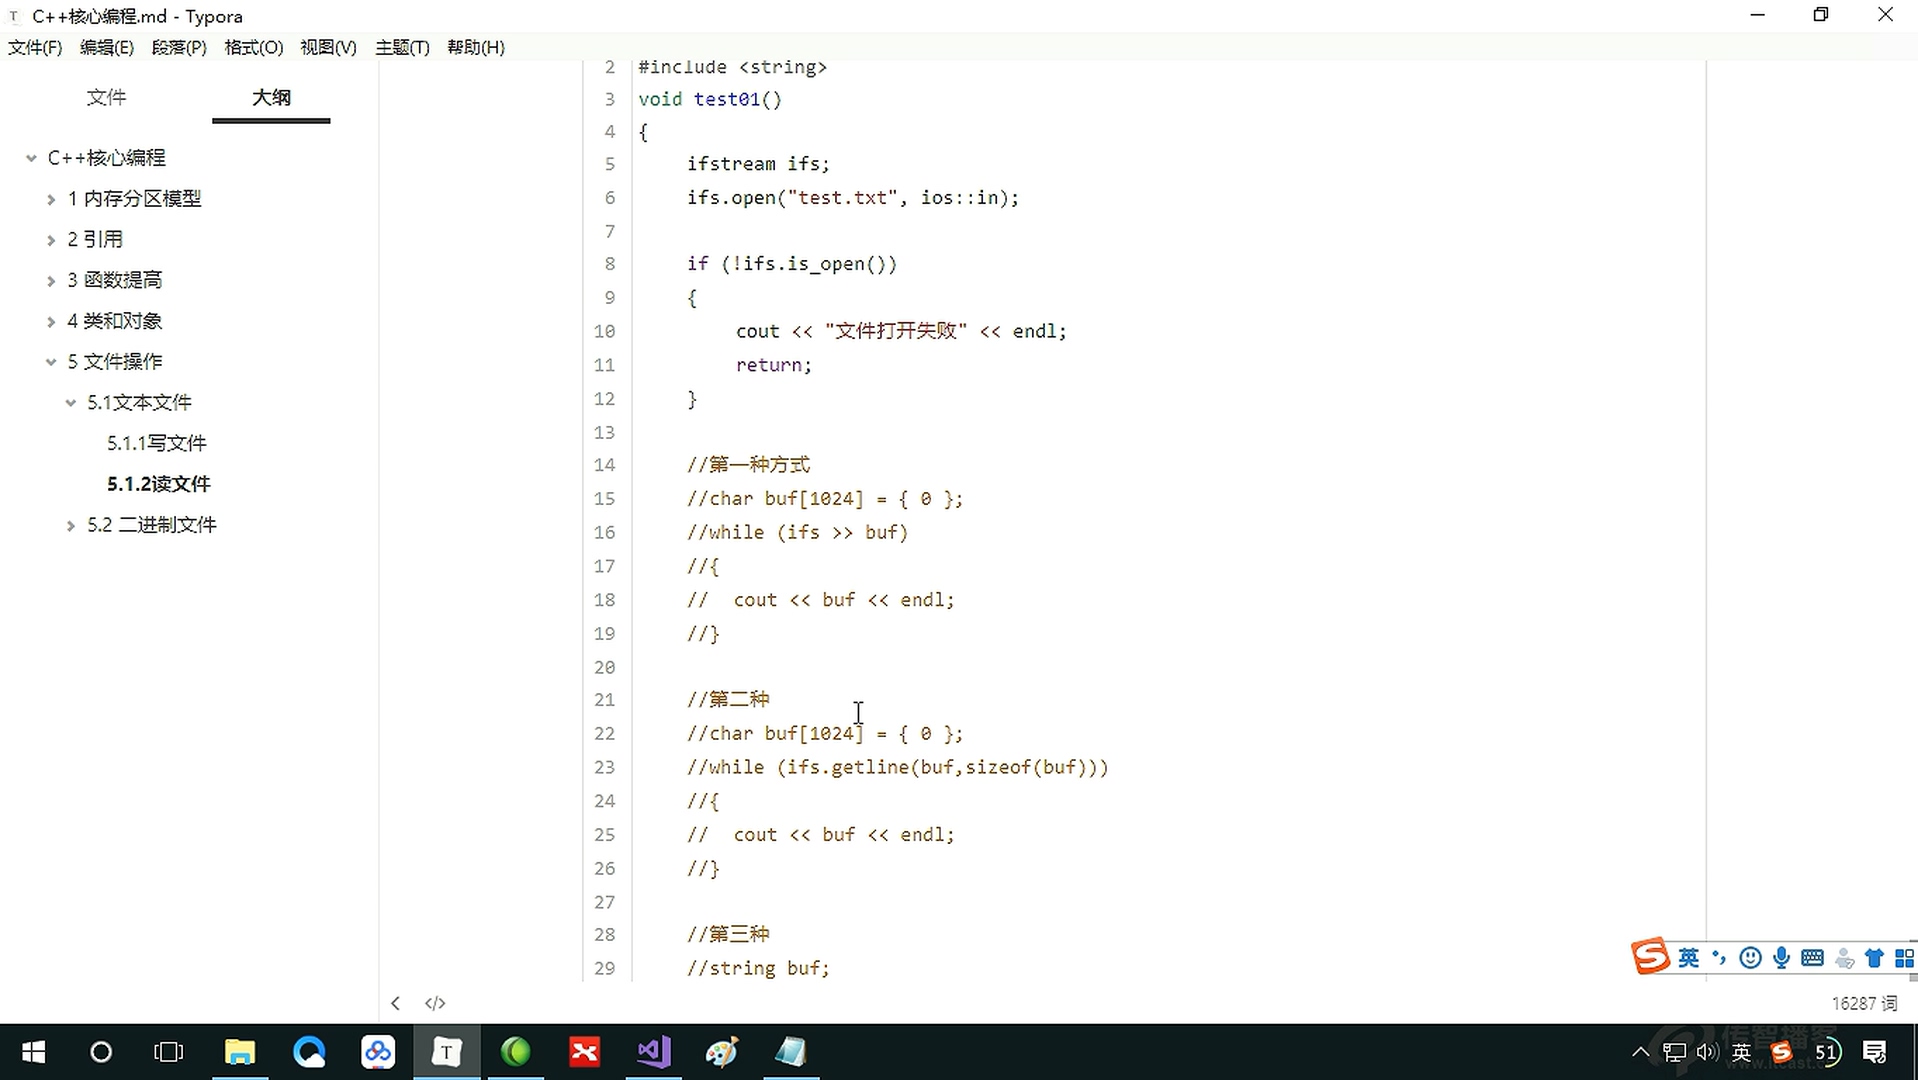 C++核心编程.md - Typora
文件(F) 编辑(E) 段落(P) 格式(O) 视图(V) 主题(T) 帮助(H)
文件 大纲
C++核心编程
1 内存分区模型
2 引用
3 函数提高
4 类和对象
5 文件操作
5.1文本文件
5.1.1写文件
5.1.2读文件
5.2 二进制文件
2 #include <string>
3 void test01()
4 {
5 ifstream ifs;
6 ifs.open("test.txt", ios::in);
7
8 if (!ifs.is_open())
9 {
10 cout << "文件打开失败" << endl;
11 return;
12 }
13
14 //第一种方式
15 //char buf[1024] = { 0 };
16 //while (ifs >> buf)
17 //{
18 // cout << buf << endl;
19 //}
20
21 //第二种
22 //char buf[1024] = { 0 };
23 //while (ifs.getline(buf,sizeof(buf)))
24 //{
25 // cout << buf << endl;
26 //}
27
28 //第三种
29 //string buf;
英
16287 词
英 51
传智播客
www.itcast.cn